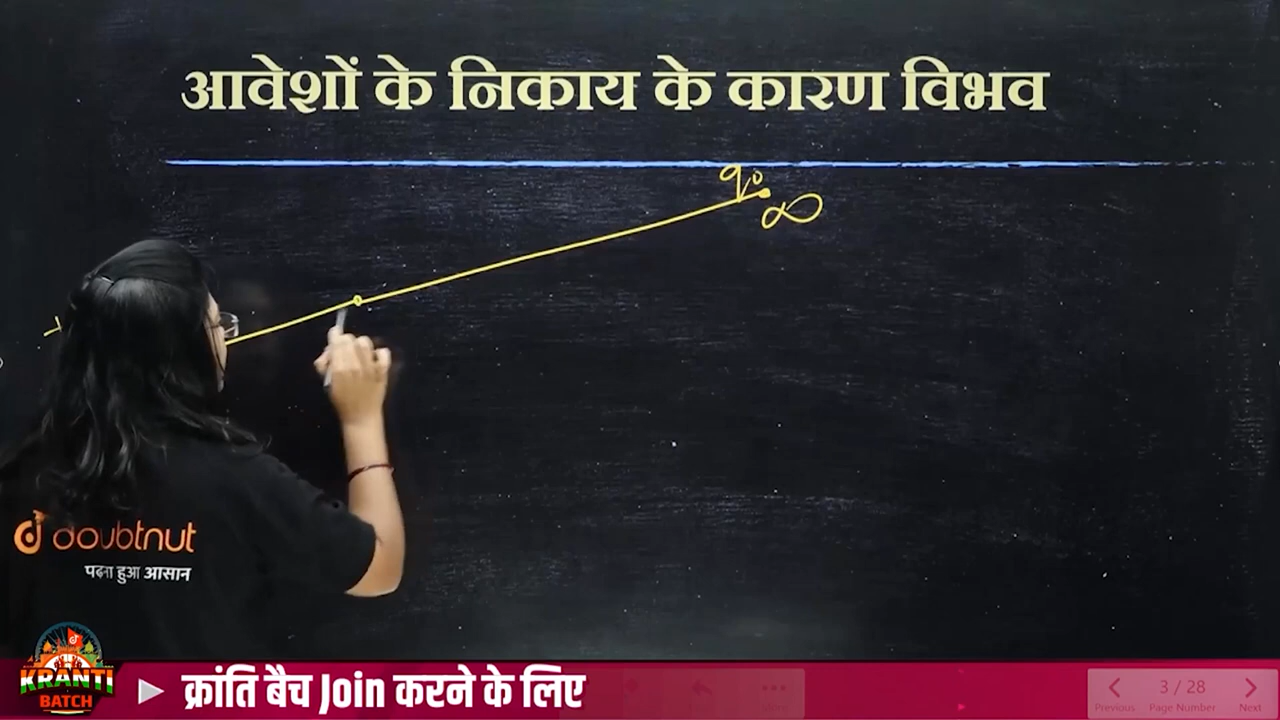 आवेशों के निकाय के कारण विभव
q₀
∞
doubtnut
पढ़ना हुआ आसान
KRANTI
BATCH
क्रांति बैच Join करने के लिए
3 / 28
Previous Page Number Next